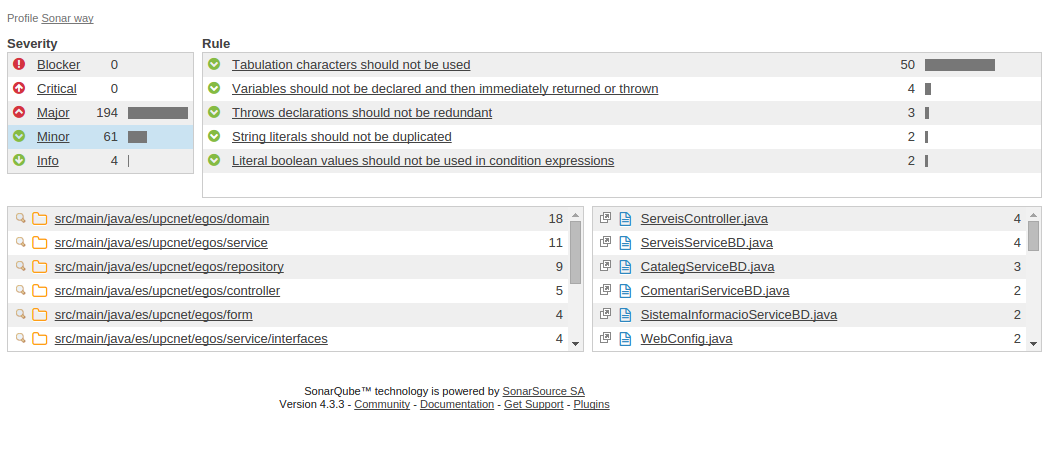 Profile Sonar way
Severity
Rule
Blocker 0
Critical 0
Major 194
Minor 61
Info 4
Tabulation characters should not be used 50
Variables should not be declared and then immediately returned or thrown 4
Throws declarations should not be redundant 3
String literals should not be duplicated 2
Literal boolean values should not be used in condition expressions 2
src/main/java/es/upcnet/egos/domain 18
src/main/java/es/upcnet/egos/service 11
src/main/java/es/upcnet/egos/repository 9
src/main/java/es/upcnet/egos/controller 5
src/main/java/es/upcnet/egos/form 4
src/main/java/es/upcnet/egos/service/interfaces 4
ServeisController.java 4
ServeisServiceBD.java 4
CatalegServiceBD.java 3
ComentariServiceBD.java 2
SistemaInformacioServiceBD.java 2
WebConfig.java 2
SonarQube™ technology is powered by SonarSource SA
Version 4.3.3 - Community - Documentation - Get Support - Plugins